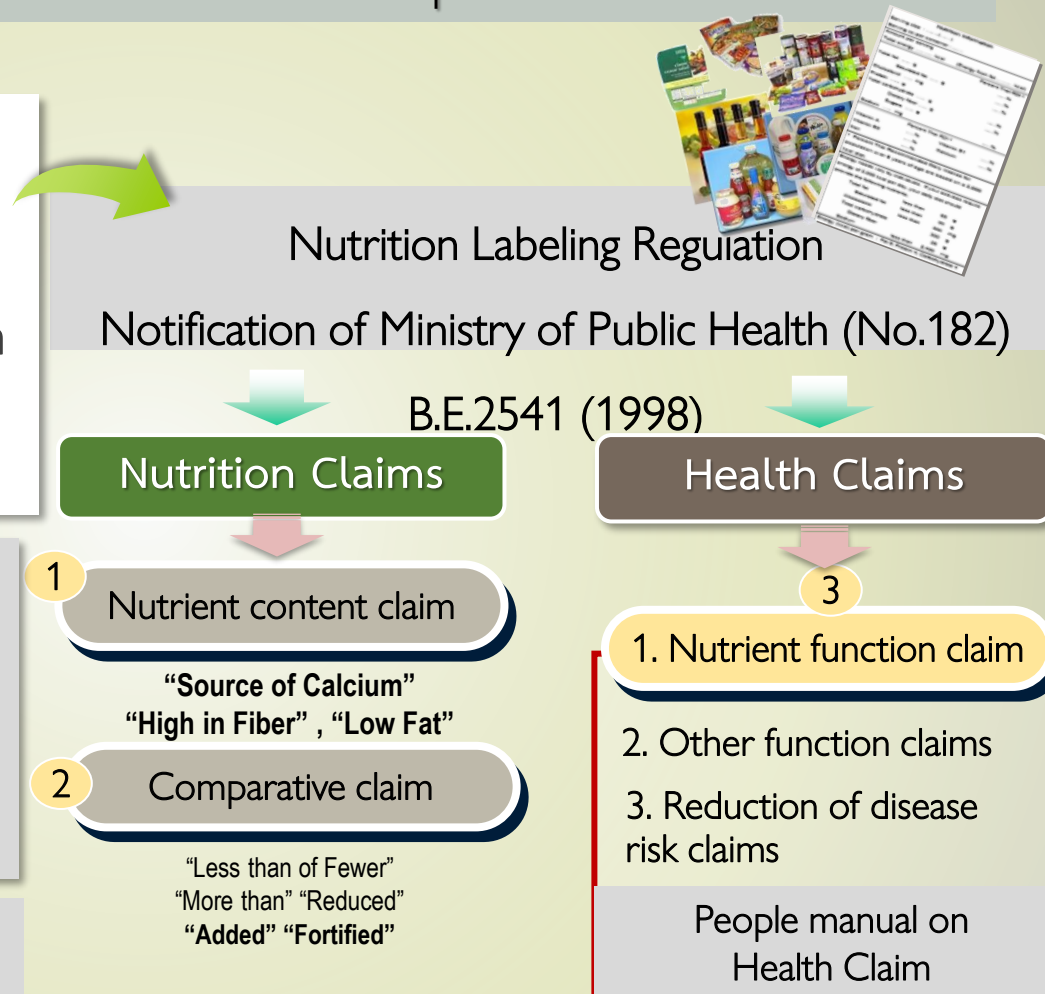 Nutrition Labeling Regulation
Notification of Ministry of Public Health (No.182)
B.E.2541 (1998)
Nutrition Claims
1
Nutrient content claim
“Source of Calcium”
“High in Fiber” , “Low Fat”
2
Comparative claim
“Less than of Fewer”
“More than” “Reduced”
“Added” “Fortified”
Health Claims
3
1. Nutrient function claim
2. Other function claims
3. Reduction of disease
risk claims
People manual on
Health Claim